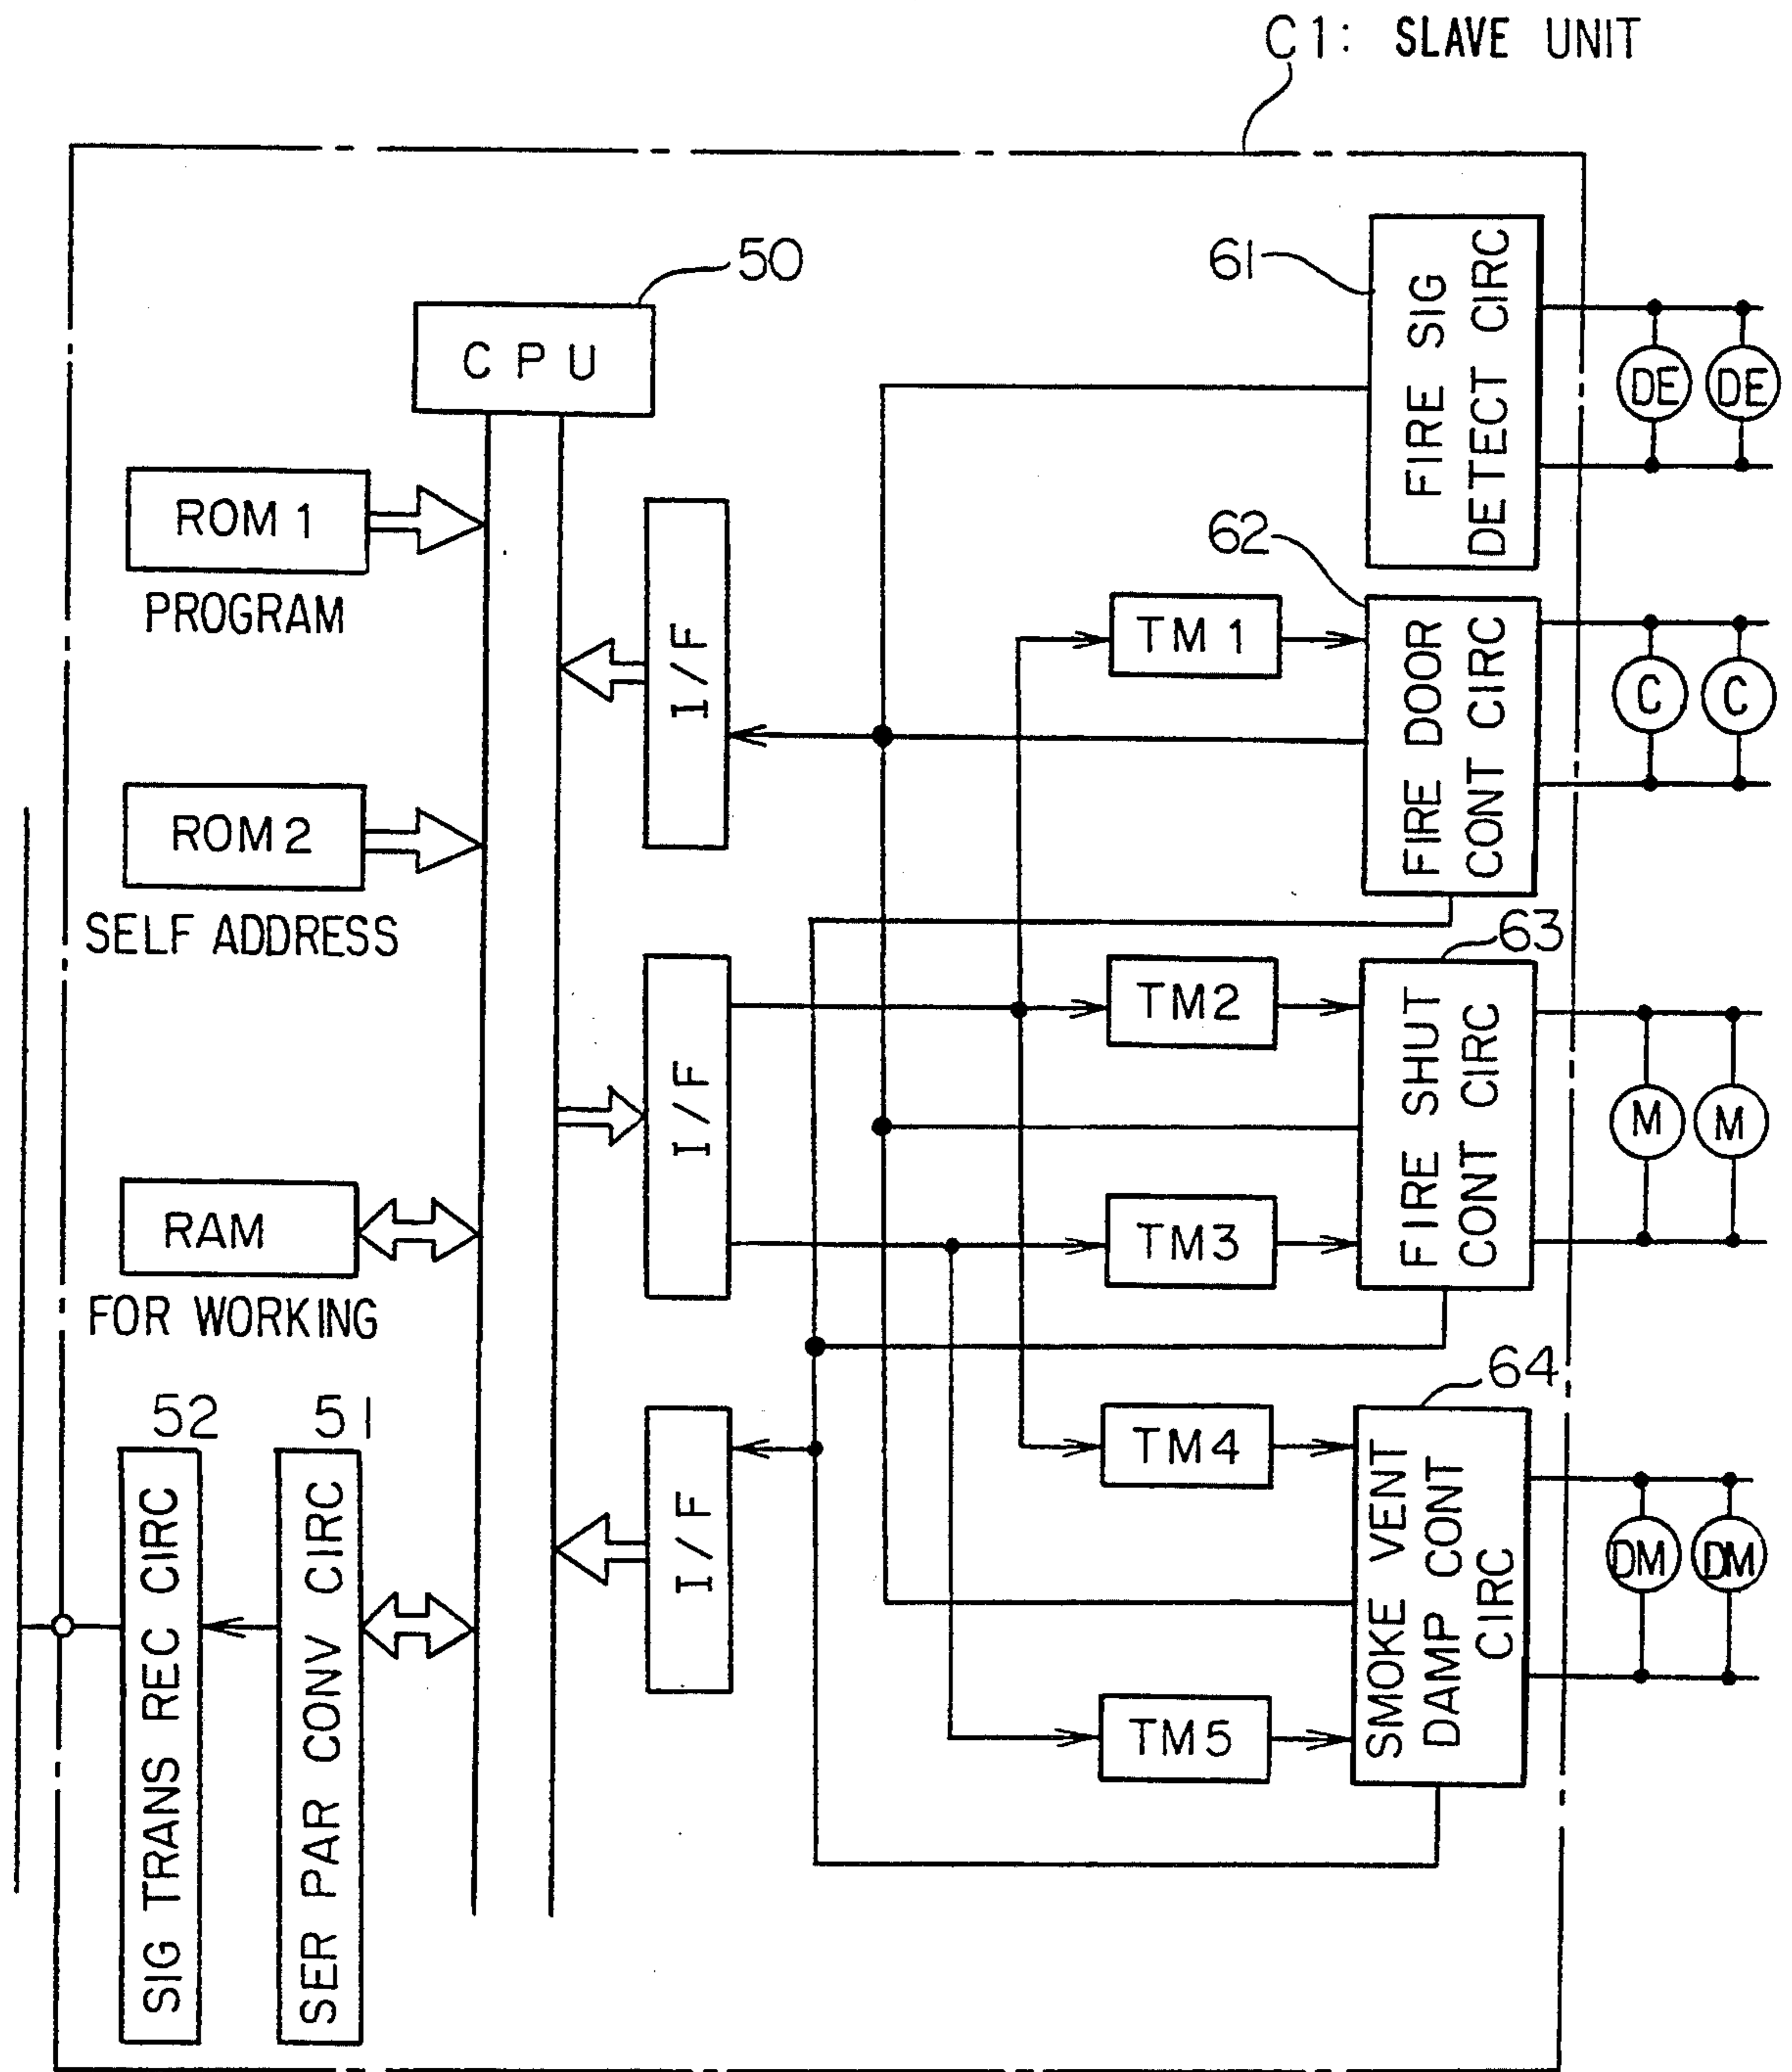 C1: SLAVE UNIT
50
CPU
ROM 1
PROGRAM
ROM 2
SELF ADDRESS
RAM
FOR WORKING
52
SIG TRANS REC CIRC
51
SER PAR CONV CIRC
I/F
I/F
I/F
TM 1
TM2
TM3
TM4
TM5
61
FIRE SIG
DETECT CIRC
62
FIRE DOOR
CONT CIRC
63
FIRE SHUT
CONT CIRC
64
SMOKE VENT
DAMP CONT
CIRC
DE
DE
C
C
M
M
DM
DM